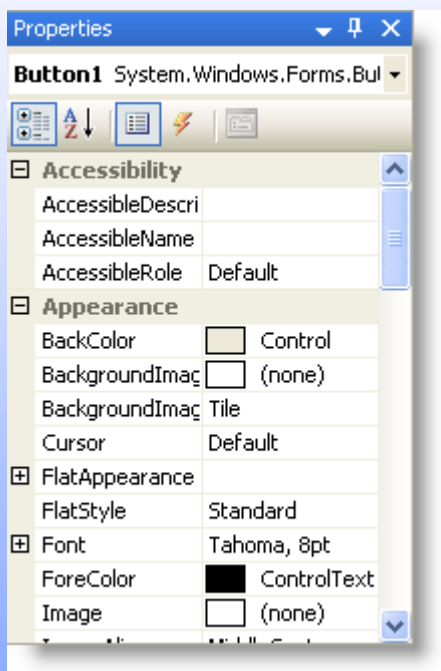 Properties
Button1 System.Windows.Forms.But
Accessibility
AccessibleDescri
AccessibleName
AccessibleRole Default
Appearance
BackColor Control
BackgroundImag (none)
BackgroundImag Tile
Cursor Default
FlatAppearance
FlatStyle Standard
Font Tahoma, 8pt
ForeColor ControlText
Image (none)